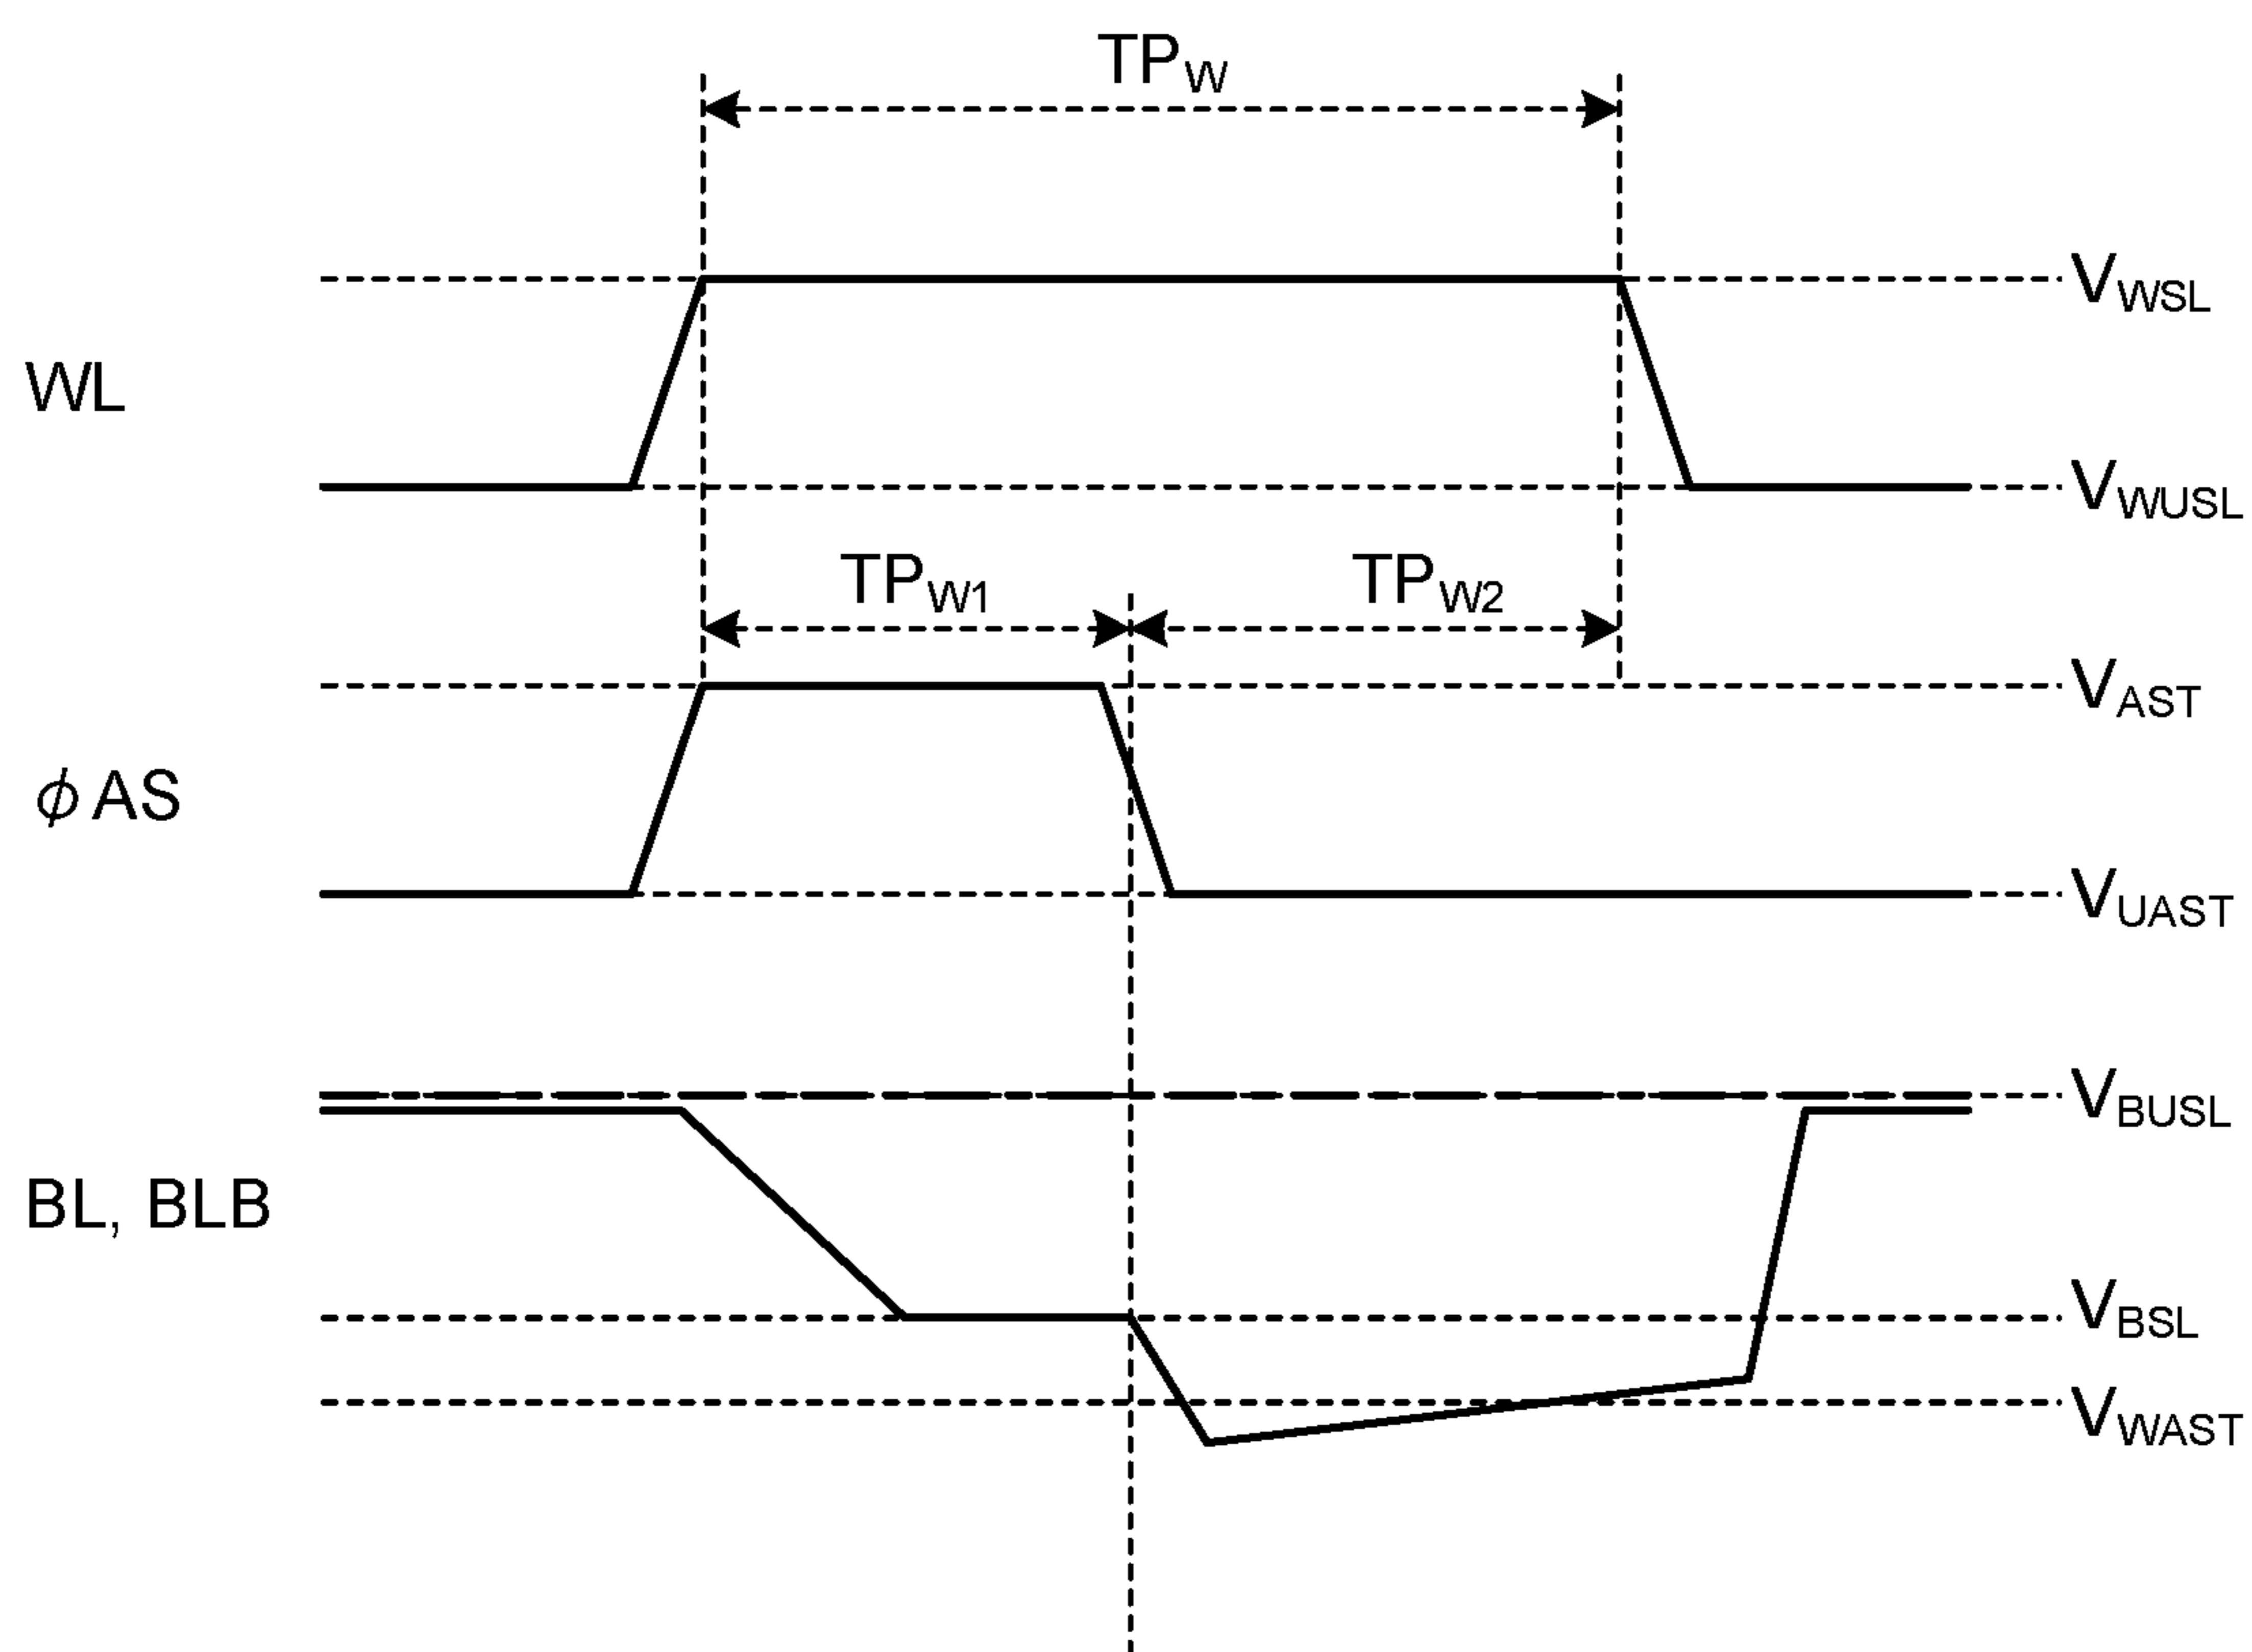 TPW
VWSL
WL
VWUSL
TPW1 TPW2
VAST
ϕAS
VUAST
VBUSL
BL, BLB
VBSL
VWAST